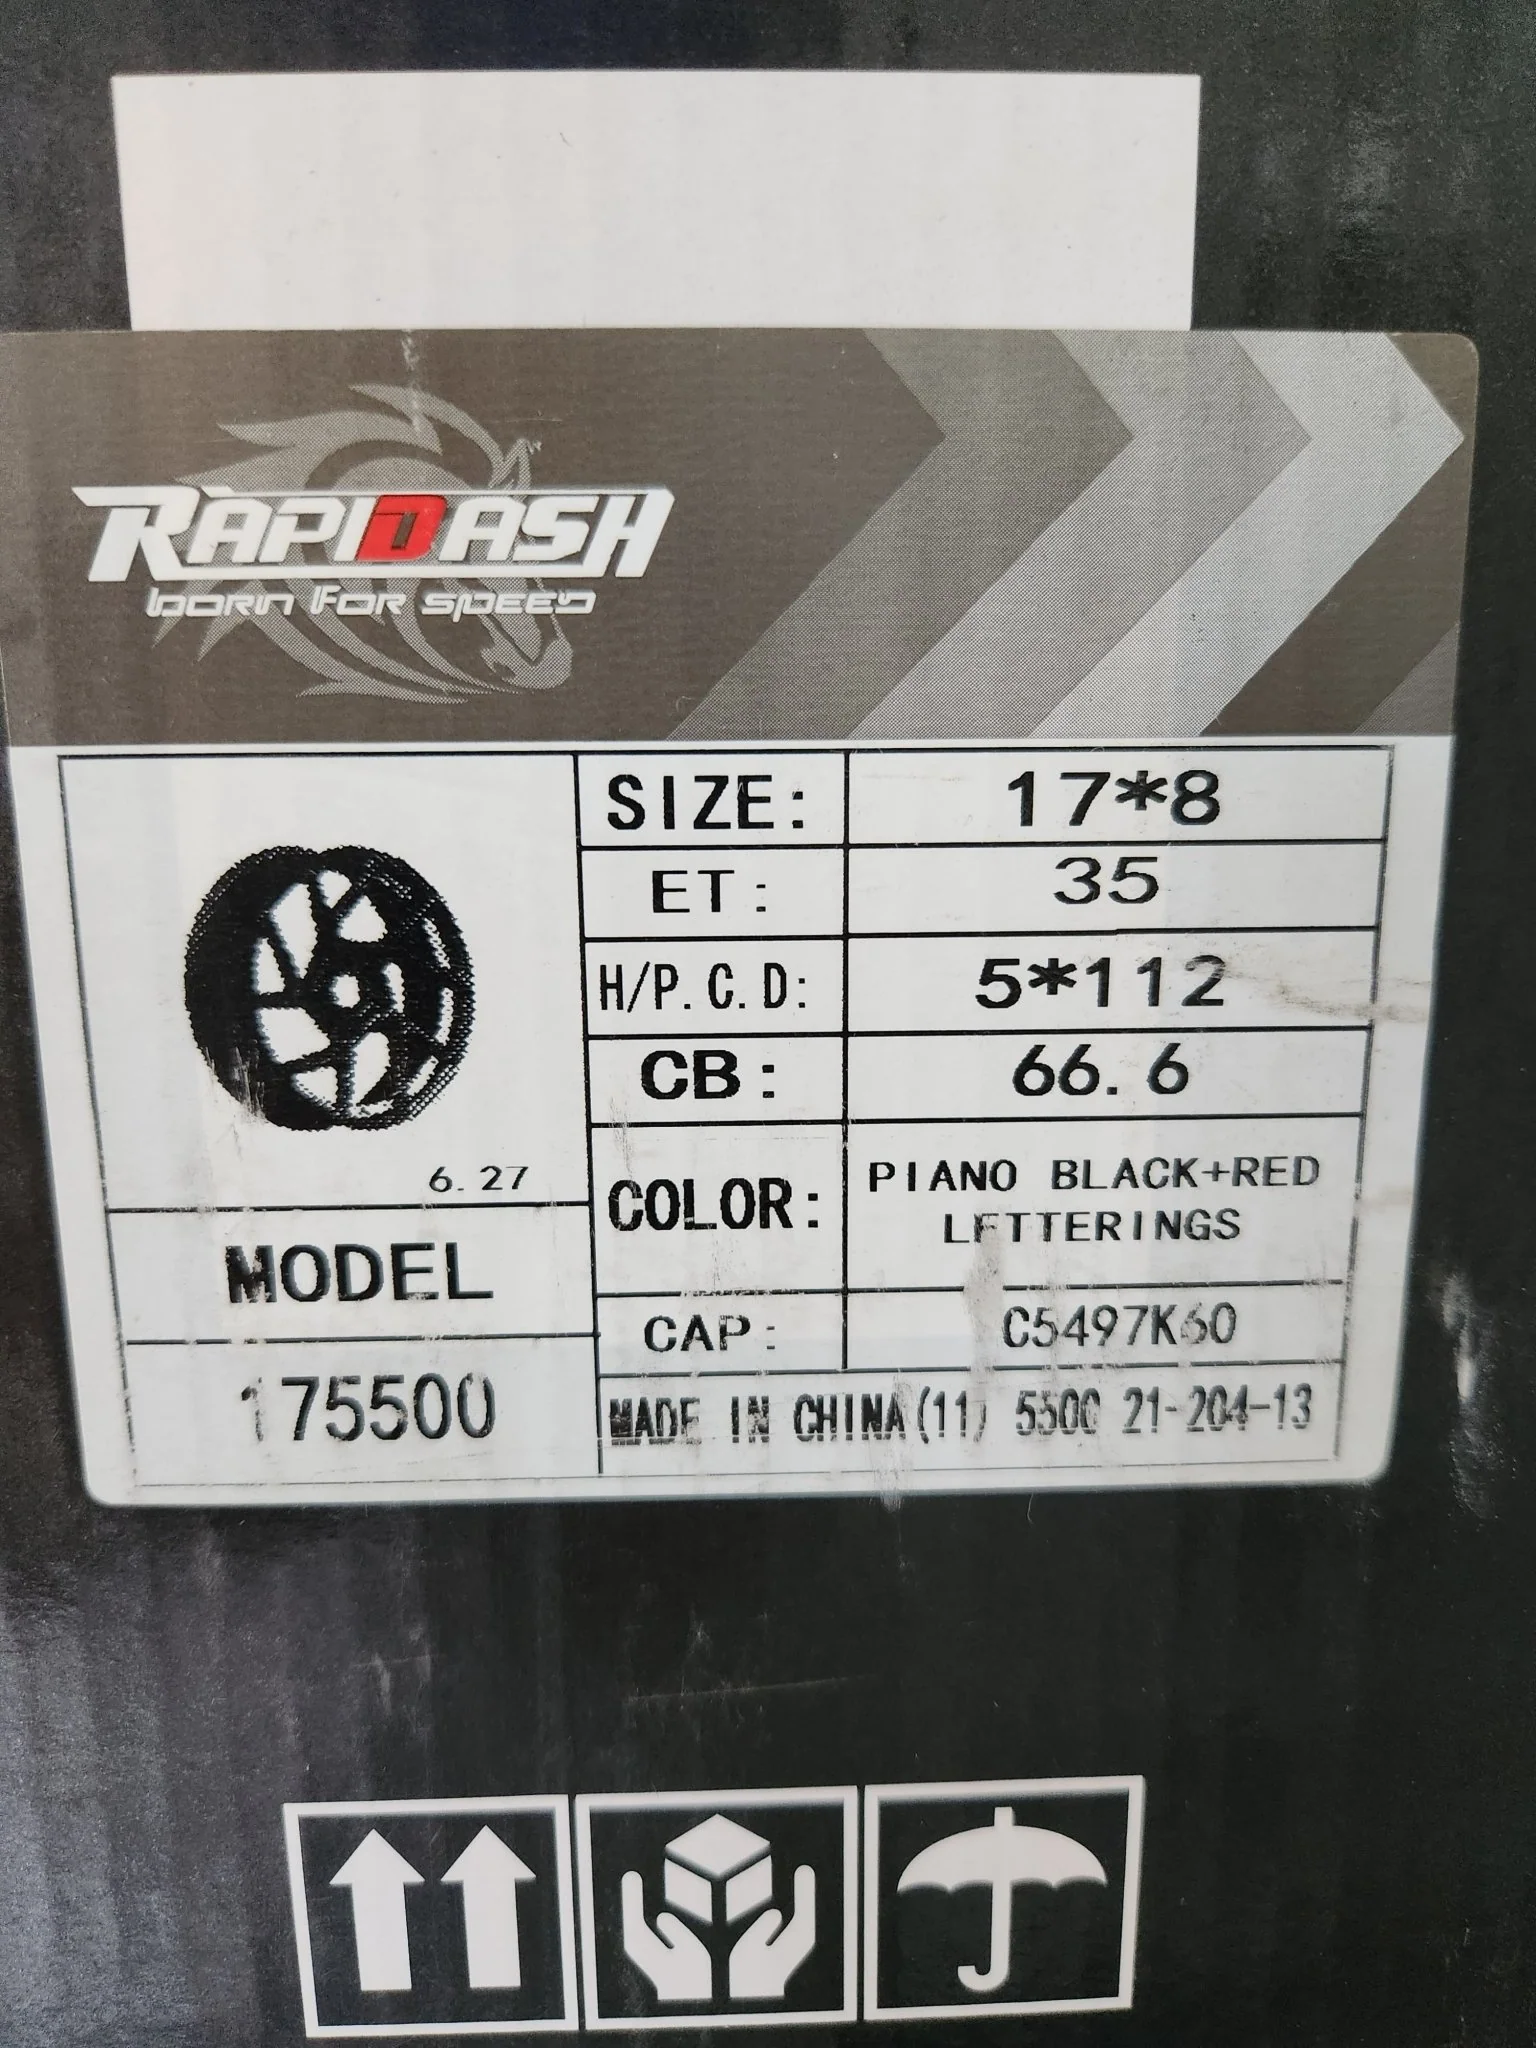 RAPIDASH
BORN FOR SPEED
SIZE: 17*8
ET: 35
H/P.C.D: 5*112
CB: 66.6
6.27
COLOR: PIANO BLACK+RED
LETTERINGS
MODEL
CAP: C5497K60
175500
MADE IN CHINA(11) 5500 21-204-13